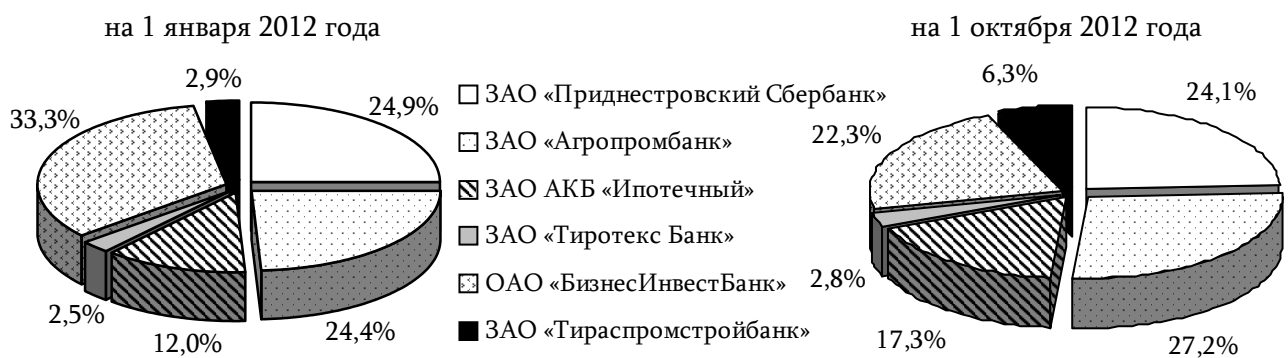 на 1 января 2012 года
2,9%
33,3%
24,9%
2,5%
12,0%
24,4%
ЗАО «Приднестровский Сбербанк»
ЗАО «Агропромбанк»
ЗАО АКБ «Ипотечный»
ЗАО «Тиротекс Банк»
ОАО «БизнесИнвестБанк»
ЗАО «Тираспромстройбанк»
на 1 октября 2012 года
6,3%
24,1%
22,3%
2,8%
17,3%
27,2%